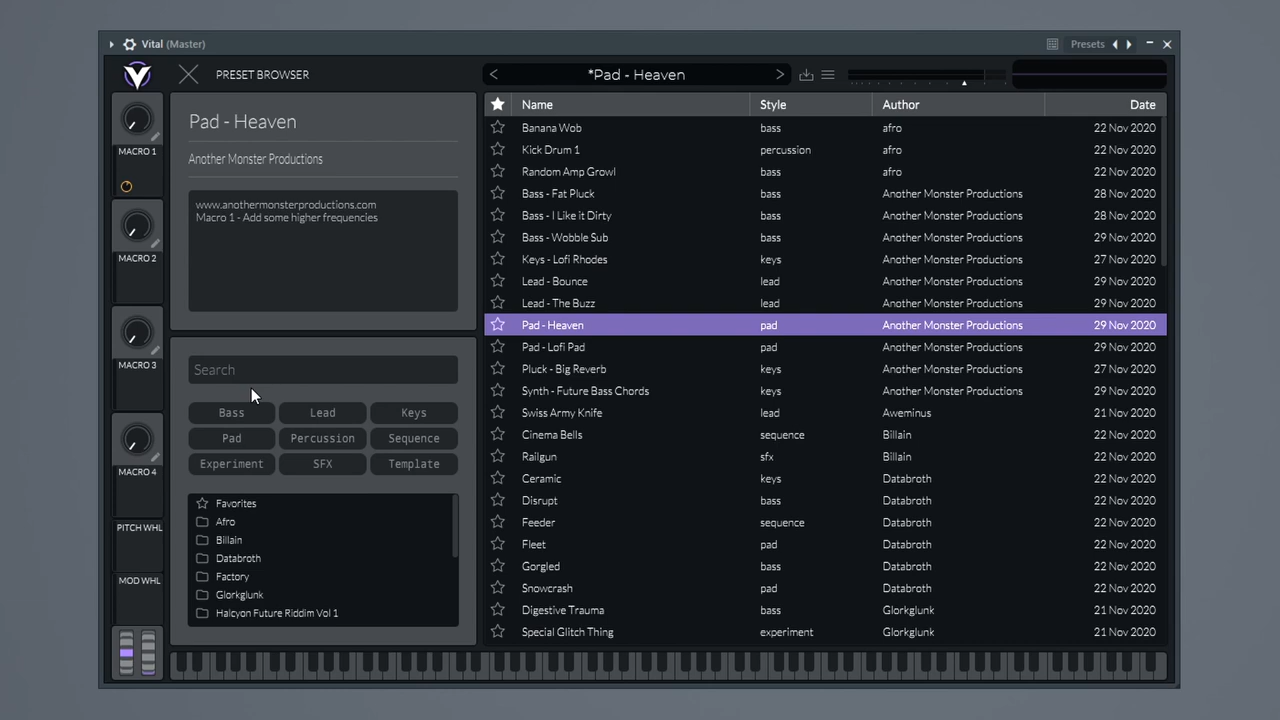 Vital (Master)
Presets
PRESET BROWSER
*Pad - Heaven
MACRO 1
MACRO 2
MACRO 3
MACRO 4
PITCH WHL
MOD WHL
Pad - Heaven
Another Monster Productions
www.anothermonsterproductions.com
Macro 1 - Add some higher frequencies
Search
Bass Lead Keys
Pad Percussion Sequence
Experiment SFX Template
Favorites
Afro
Billain
Databroth
Factory
Glorkglunk
Halcyon Future Riddim Vol 1
Name Style Author Date
Banana Wob bass afro 22 Nov 2020
Kick Drum 1 percussion afro 22 Nov 2020
Random Amp Growl bass afro 22 Nov 2020
Bass - Fat Pluck bass Another Monster Productions 28 Nov 2020
Bass - I Like it Dirty bass Another Monster Productions 28 Nov 2020
Bass - Wobble Sub bass Another Monster Productions 29 Nov 2020
Keys - Lofi Rhodes keys Another Monster Productions 27 Nov 2020
Lead - Bounce lead Another Monster Productions 29 Nov 2020
Lead - The Buzz lead Another Monster Productions 29 Nov 2020
Pad - Heaven pad Another Monster Productions 29 Nov 2020
Pad - Lofi Pad pad Another Monster Productions 29 Nov 2020
Pluck - Big Reverb keys Another Monster Productions 27 Nov 2020
Synth - Future Bass Chords keys Another Monster Productions 29 Nov 2020
Swiss Army Knife lead Aweminus 21 Nov 2020
Cinema Bells sequence Billain 22 Nov 2020
Railgun sfx Billain 22 Nov 2020
Ceramic keys Databroth 22 Nov 2020
Disrupt bass Databroth 22 Nov 2020
Feeder sequence Databroth 22 Nov 2020
Fleet pad Databroth 22 Nov 2020
Gorgled bass Databroth 22 Nov 2020
Snowcrash pad Databroth 22 Nov 2020
Digestive Trauma bass Glorkglunk 21 Nov 2020
Special Glitch Thing experiment Glorkglunk 21 Nov 2020